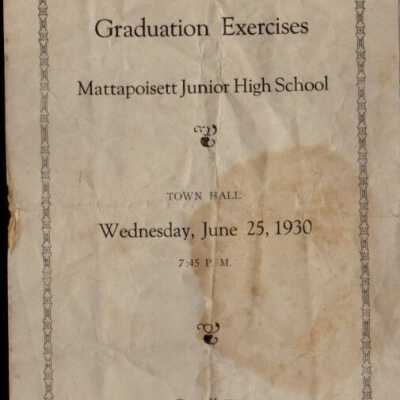 Graduation Exercises
Mattapoisett Junior High School
TOWN HALL
Wednesday, June 25, 1930
7:45 P. M.